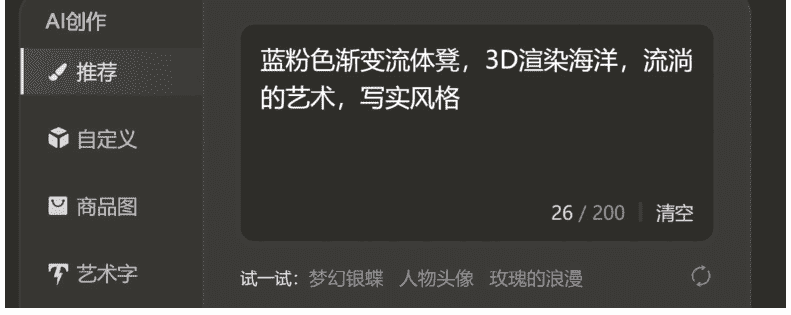 AI创作
推荐
自定义
商品图
艺术字
蓝粉色渐变流体凳，3D渲染海洋，流淌
的艺术，写实风格
26 / 200 清空
试一试：梦幻银蝶 人物头像 玫瑰的浪漫